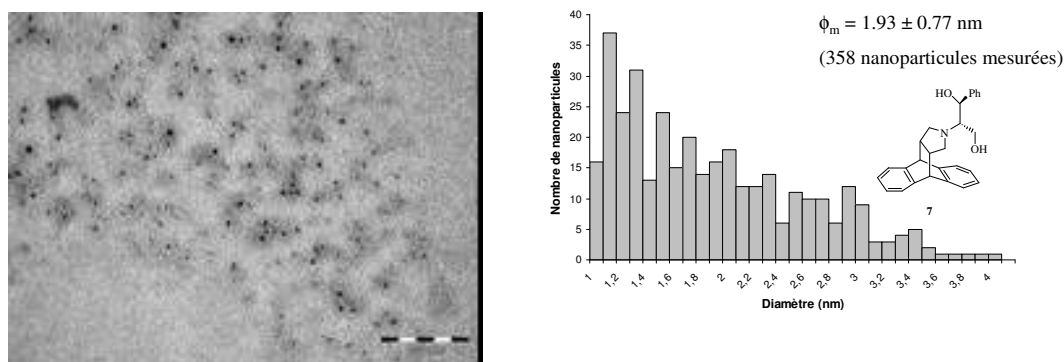 ϕm = 1.93 ± 0.77 nm
(358 nanoparticules mesurées)
Nombre de nanoparticules
40
35
30
25
20
15
10
5
0
1 1,2 1,4 1,6 1,8 2 2,2 2,4 2,6 2,8 3 3,2 3,4 3,6 3,8 4
Diamètre (nm)
HO Ph
N
OH
7